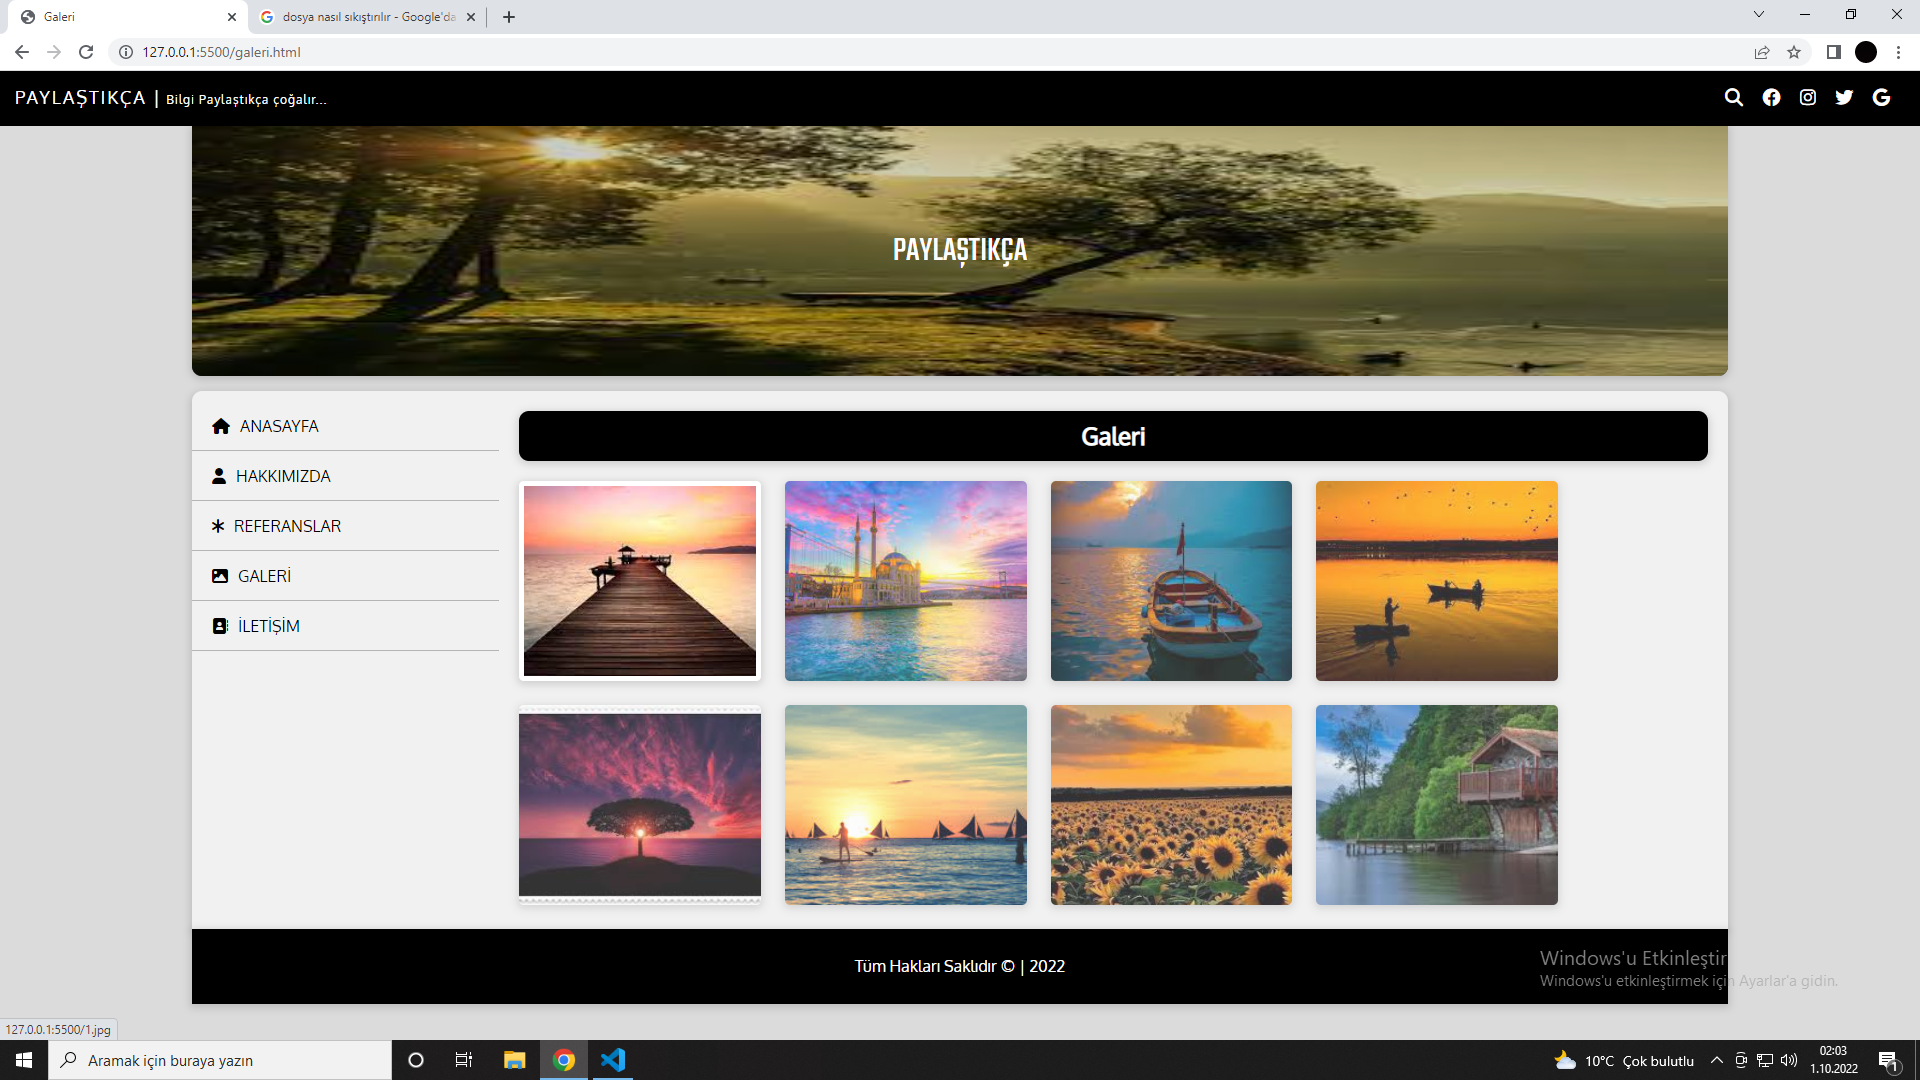 Galeri
dosya nasıl sıkıştırılır - Google'da
127.0.0.1:5500/galeri.html
PAYLAŞTIKÇA | Bilgi Paylaştıkça çoğalır...
PAYLAŞTIKÇA
ANASAYFA
HAKKIMIZDA
REFERANSLAR
GALERİ
İLETİŞİM
Galeri
Tüm Hakları Saklıdır © | 2022
Windows'u Etkinleştir
Windows'u etkinleştirmek için Ayarlar'a gidin.
127.0.0.1:5500/1.jpg
Aramak için buraya yazın
10°C Çok bulutlu
02:03
1.10.2022
1